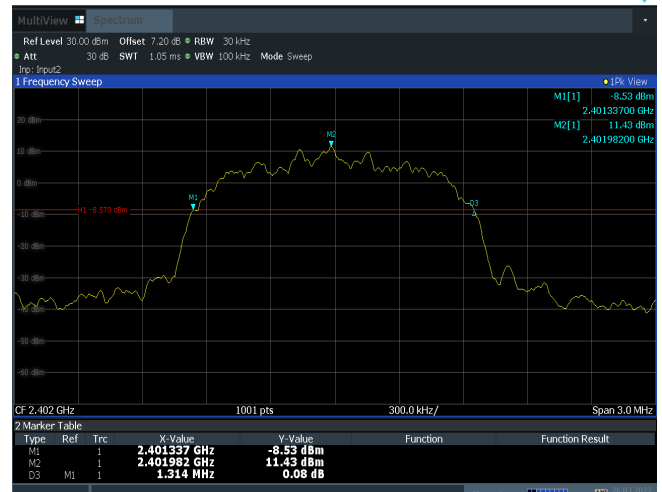 MultiView Spectrum
Ref Level 30.00 dBm Offset 7.20 dB RBW 30 kHz
Att 30 dB SWT 1.05 ms VBW 100 kHz Mode Sweep
Inp: Input2
1 Frequency Sweep 1Pk View
M1[1] -8.53 dBm
2.40133700 GHz
M2[1] 11.43 dBm
2.40198200 GHz
20 dBm
M2
10 dBm
0 dBm
M1
D3
H1 -8.570 dBm
-10 dBm
-20 dBm
-30 dBm
-40 dBm
-50 dBm
-60 dBm
CF 2.402 GHz 1001 pts 300.0 kHz/ Span 3.0 MHz
2 Marker Table
Type Ref Trc X-Value Y-Value Function Function Result
M1 1 2.401337 GHz -8.53 dBm
M2 1 2.401982 GHz 11.43 dBm
D3 M1 1 1.314 MHz 0.08 dB